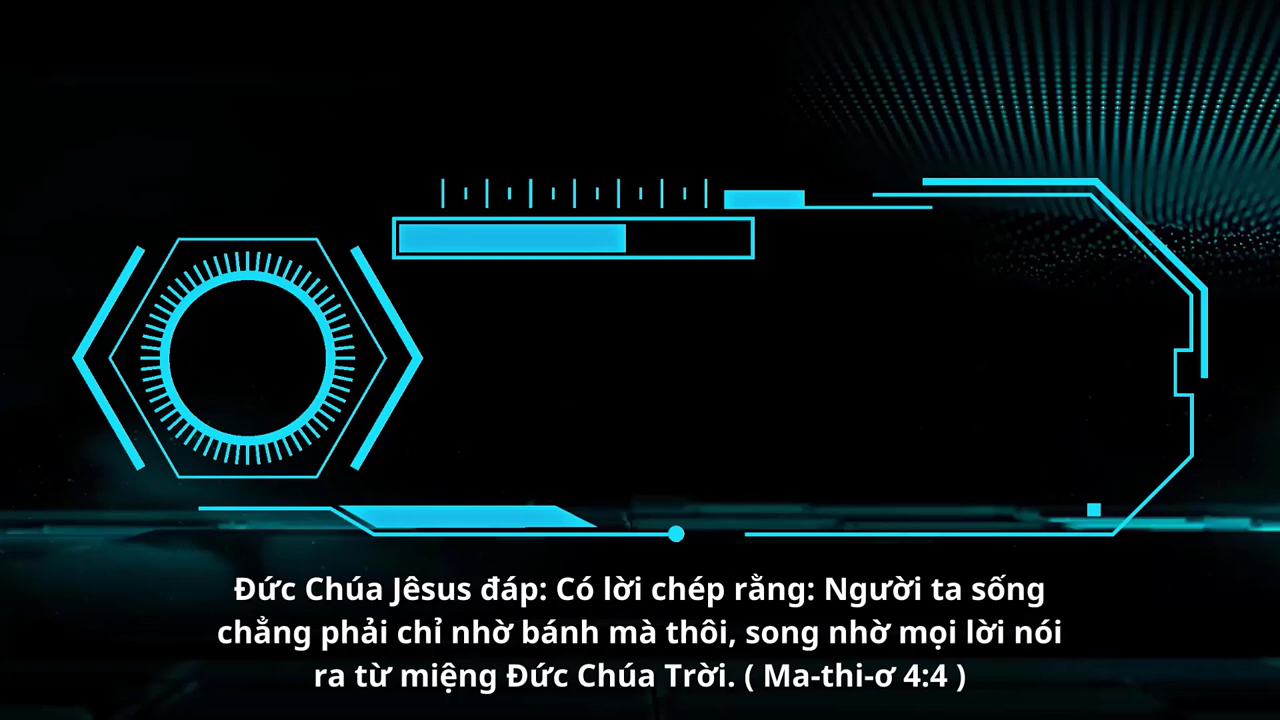 Đức Chúa Jêsus đáp: Có lời chép rằng: Người ta sống
chẳng phải chỉ nhờ bánh mà thôi, song nhờ mọi lời nói
ra từ miệng Đức Chúa Trời. ( Ma-thi-ơ 4:4 )